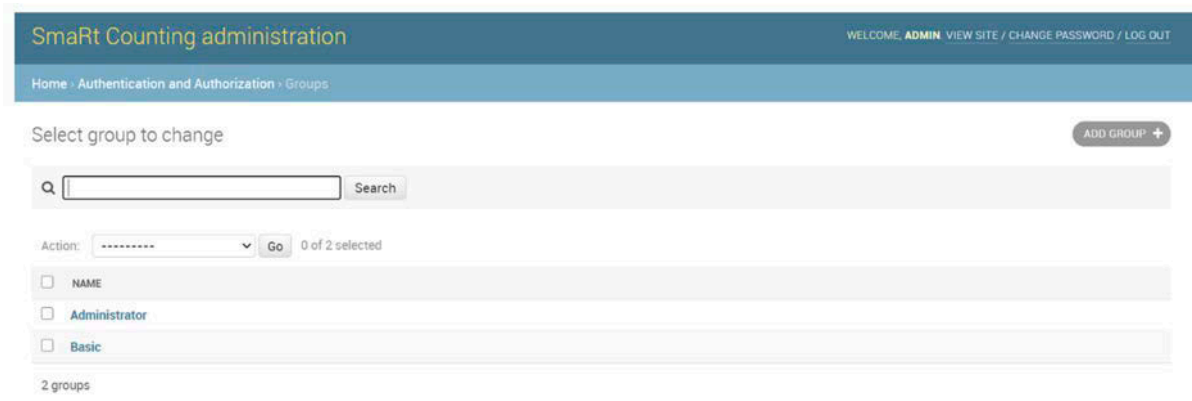 SmaRt Counting administration
WELCOME, ADMIN. VIEW SITE / CHANGE PASSWORD / LOG OUT
Home › Authentication and Authorization › Groups
Select group to change
ADD GROUP +
Search
Action: --------- Go 0 of 2 selected
NAME
Administrator
Basic
2 groups